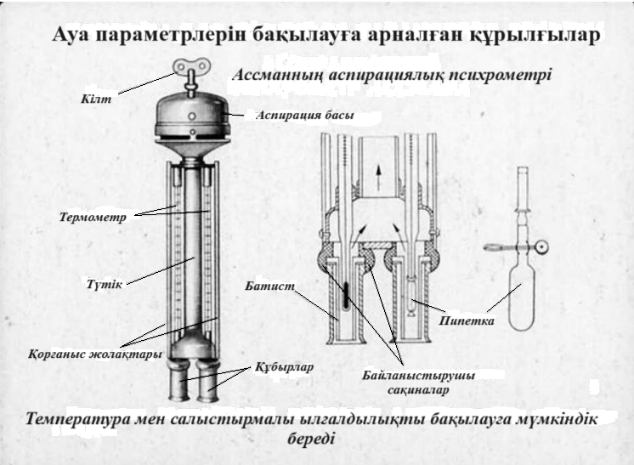 Ауа параметрлерін бақылауға арналған құрылғылар
Ассманның аспирациялық психрометрі
Кілт
Аспирация басы
Термометр
Түтік
Батист
Пипетка
Қорғаныс жолақтары
Құбырлар
Байланыстырушы
сақиналар
Температура мен салыстырмалы ылғалдылықты бақылауға мүмкіндік
береді